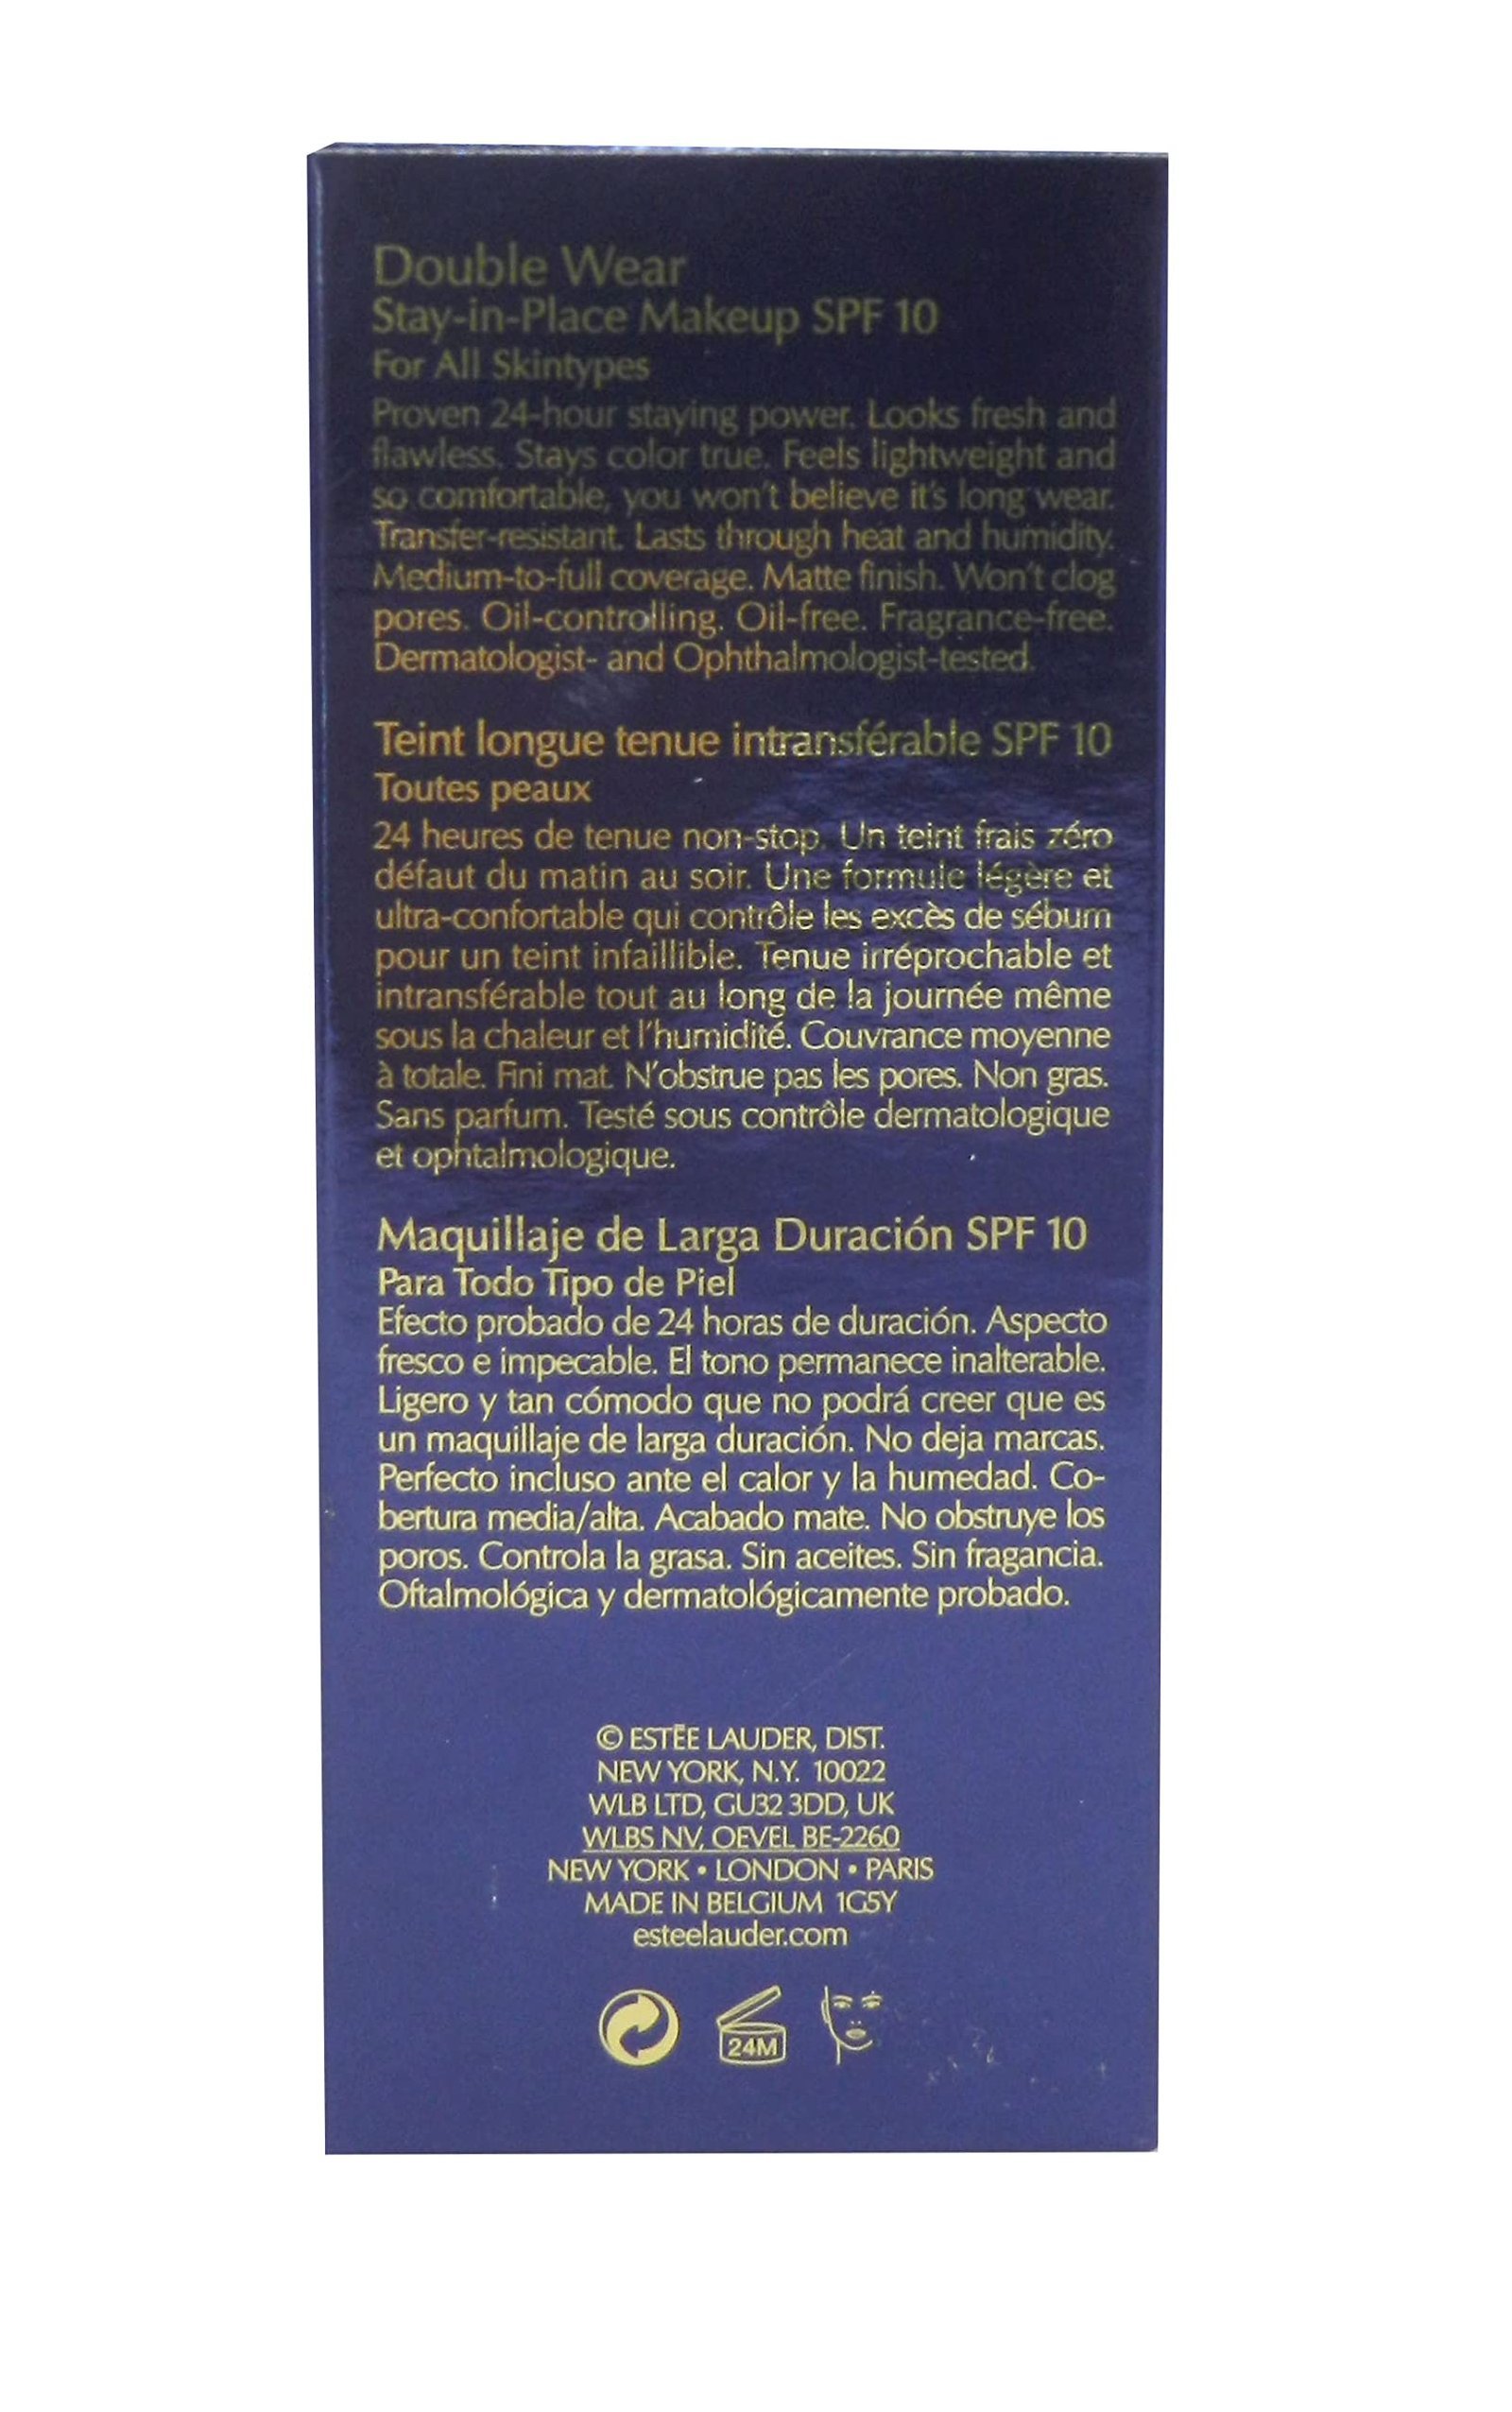 Double Wear
Stay-in-Place Makeup SPF 10
For All Skintypes
Proven 24-hour staying power. Looks fresh and
flawless. Stays color true. Feels lightweight and
so comfortable, you won't believe it's long wear.
Transfer-resistant. Lasts through heat and humidity.
Medium-to-full coverage. Matte finish. Won't clog
pores. Oil-controlling. Oil-free. Fragrance-free.
Dermatologist- and Ophthalmologist-tested.
Teint longue tenue intransférable SPF 10
Toutes peaux
24 heures de tenue non-stop. Un teint frais zéro
défaut du matin au soir. Une formule légère et
ultra-confortable qui contrôle les excès de sébum
pour un teint infaillible. Tenue irréprochable et
intransférable tout au long de la journée même
sous la chaleur et l'humidité. Couvrance moyenne
à totale. Fini mat. N'obstrue pas les pores. Non gras.
Sans parfum. Testé sous contrôle dermatologique
et ophtalmologique.
Maquillaje de Larga Duración SPF 10
Para Todo Tipo de Piel
Efecto probado de 24 horas de duración. Aspecto
fresco e impecable. El tono permanece inalterable.
Ligero y tan cómodo que no podrá creer que es
un maquillaje de larga duración. No deja marcas.
Perfecto incluso ante el calor y la humedad. Co-
bertura media/alta. Acabado mate. No obstruye los
poros. Controla la grasa. Sin aceites. Sin fragancia.
Oftalmológica y dermatológicamente probado.
© ESTĒE LAUDER, DIST.
NEW YORK, N.Y. 10022
WLB LTD, GU32 3DD, UK
WLBS NV, OEVEL BE-2260
NEW YORK • LONDON • PARIS
MADE IN BELGIUM 1G5Y
esteelauder.com
24M